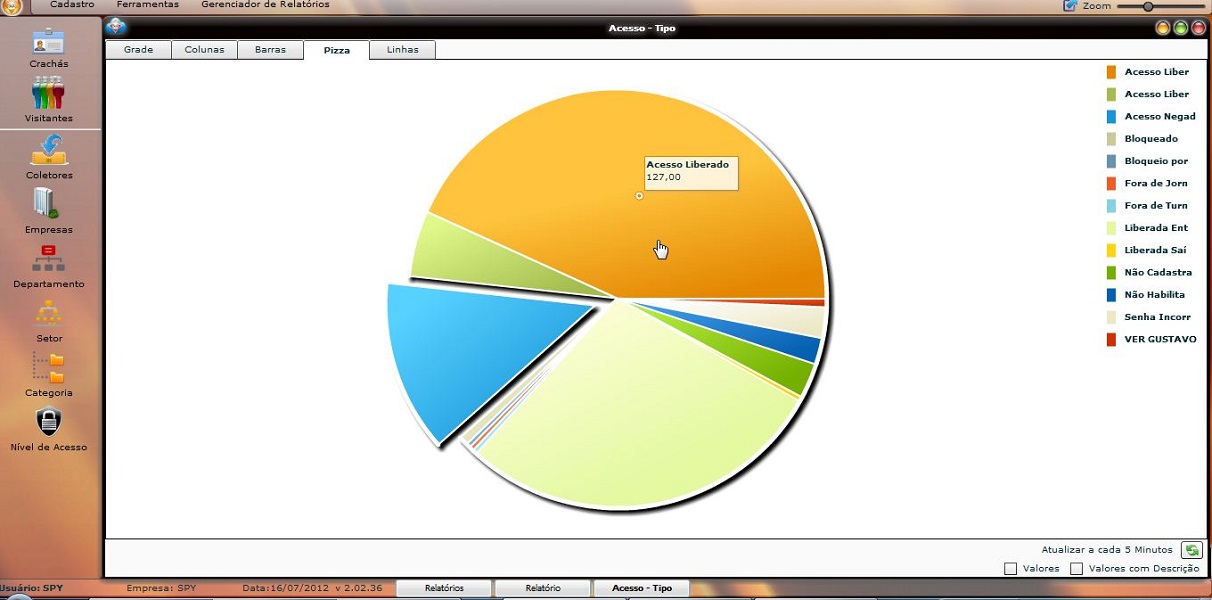 Cadastro Ferramentas Gerenciador de Relatórios Zoom
Acesso - Tipo
Grade Colunas Barras Pizza Linhas
Crachás
Visitantes
Coletores
Empresas
Departamento
Setor
Categoria
Nível de Acesso
Acesso Liberado
127,00
Acesso Liber
Acesso Liber
Acesso Negad
Bloqueado
Bloqueio por
Fora de Jorn
Fora de Turn
Liberada Ent
Liberada Saí
Não Cadastra
Não Habilita
Senha Incorr
VER GUSTAVO
Atualizar a cada 5 Minutos
Valores Valores com Descrição
Usuário: SPY Empresa: SPY Data:16/07/2012 v 2.02.36 Relatórios Relatório Acesso - Tipo